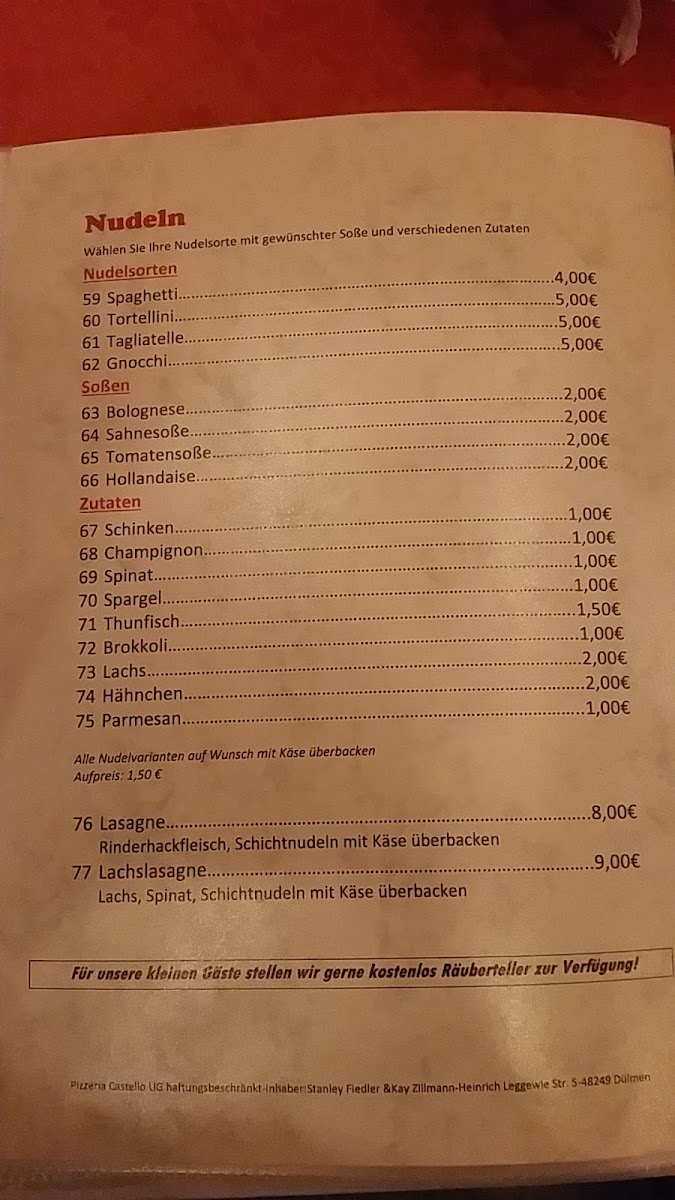 Nudeln
Wählen Sie Ihre Nudelsorte mit gewünschter Soße und verschiedenen Zutaten
Nudelsorten
59 Spaghetti..........4,00€
60 Tortellini..........5,00€
61 Tagliatelle..........5,00€
62 Gnocchi..........5,00€
Soßen
63 Bolognese..........2,00€
64 Sahnesoße..........2,00€
65 Tomatensoße..........2,00€
66 Hollandaise..........2,00€
Zutaten
67 Schinken..........1,00€
68 Champignon..........1,00€
69 Spinat..........1,00€
70 Spargel..........1,00€
71 Thunfisch..........1,50€
72 Brokkoli..........1,00€
73 Lachs..........2,00€
74 Hähnchen..........2,00€
75 Parmesan..........1,00€
Alle Nudelvarianten auf Wunsch mit Käse überbacken
Aufpreis: 1,50 €
76 Lasagne..........8,00€
Rinderhackfleisch, Schichtnudeln mit Käse überbacken
77 Lachslasagne..........9,00€
Lachs, Spinat, Schichtnudeln mit Käse überbacken
Für unsere kleinen Gäste stellen wir gerne kostenlos Räuberteller zur Verfügung!
Pizzeria Castello UG haftungsbeschränkt-Inhaber:Stanley Fiedler &Kay Zillmann-Heinrich Leggewie Str. 5-48249 Dülmen